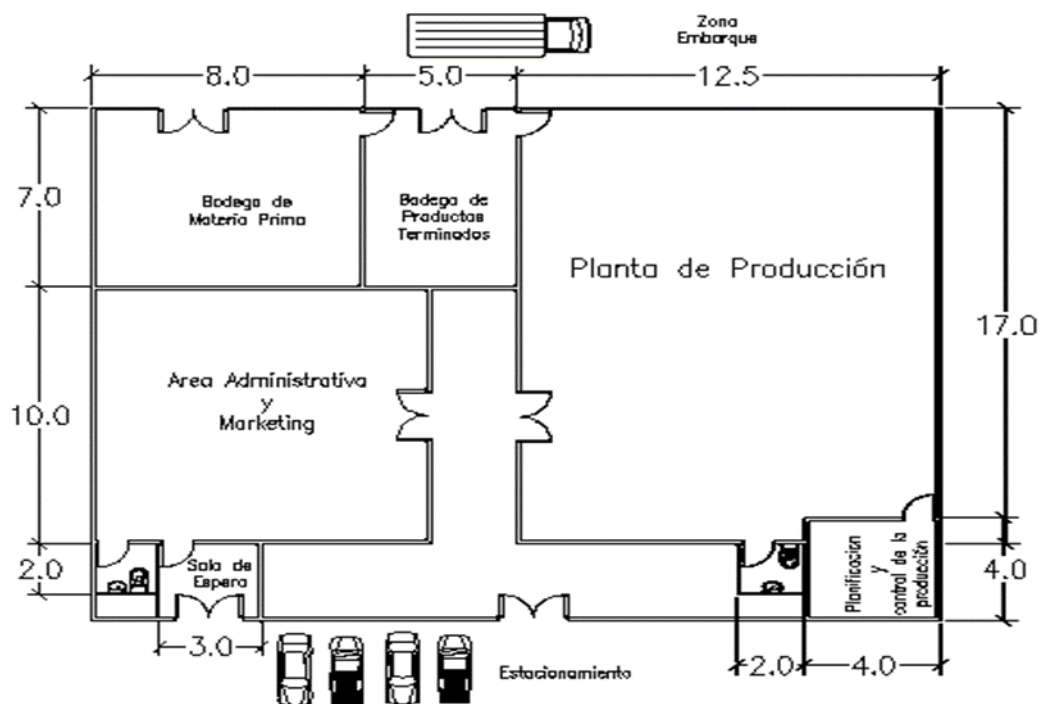 Zona
Embarque
8.0
5.0
12.5
7.0
Bodega de
Materia Prima
Bodega de
Productos
Terminados
Planta de Producción
17.0
Area Administrativa
y
Marketing
10.0
2.0
Sala de
Espera
Planificacion
y
control de la
producción
4.0
3.0
2.0
4.0
Estacionamiento